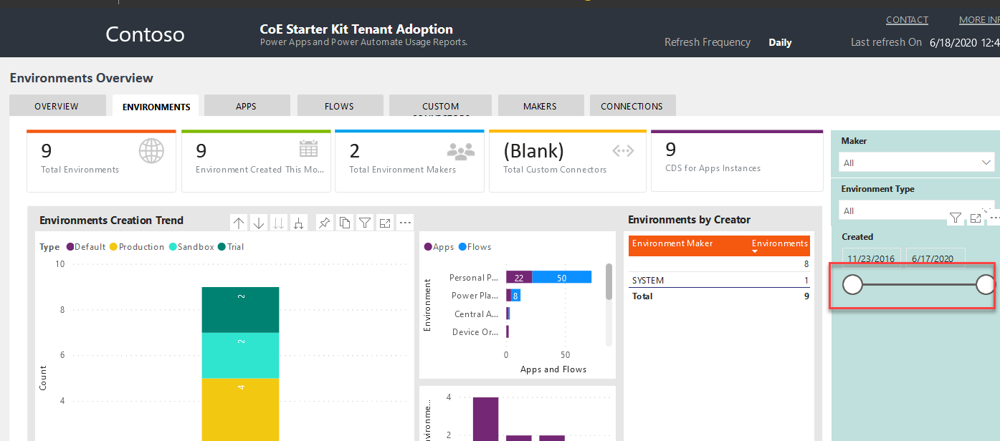 CONTACT
MORE INF
Contoso
CoE Starter Kit Tenant Adoption
Power Apps and Power Automate Usage Reports.
Refresh Frequency
Daily
Last refresh On
6/18/2020 12:4
Environments Overview
OVERVIEW
ENVIRONMENTS
APPS
FLOWS
CUSTOM
CONNECTORS
MAKERS
CONNECTIONS
9
Total Environments
9
Environment Created This Mo...
2
Total Environment Makers
(Blank)
Total Custom Connectors
9
CDS for Apps Instances
Maker
All
Environment Type
All
Created
11/23/2016
6/17/2020
Environments Creation Trend
Type
Default
Production
Sandbox
Trial
10
8
6
4
Count
2
2
4
Apps
Flows
Environment
Personal P...
22
50
Power Pla...
8
Central A...
Device Or...
0
50
Apps and Flows
4
2
vironme...
Environments by Creator
Environment Maker
Environments
8
SYSTEM
1
Total
9